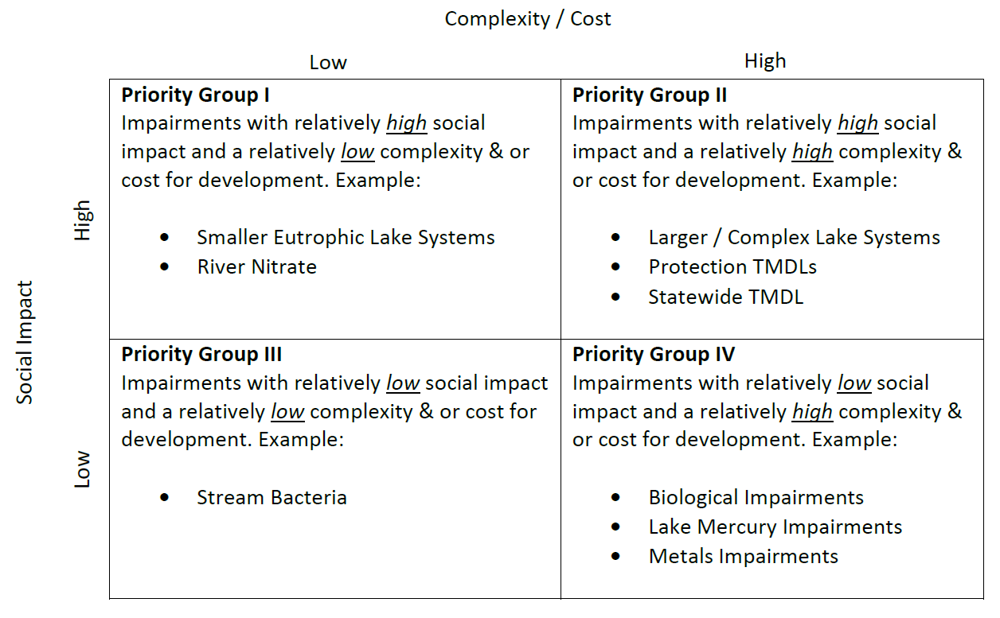 Complexity / Cost
Low
High
Social Impact
High
Priority Group I
Impairments with relatively high social
impact and a relatively low complexity & or
cost for development. Example:
• Smaller Eutrophic Lake Systems
• River Nitrate
Priority Group II
Impairments with relatively high social
impact and a relatively high complexity &
or cost for development. Example:
• Larger / Complex Lake Systems
• Protection TMDLs
• Statewide TMDL
Low
Priority Group III
Impairments with relatively low social impact
and a relatively low complexity & or cost for
development. Example:
• Stream Bacteria
Priority Group IV
Impairments with relatively low social
impact and a relatively high complexity &
or cost for development. Example:
• Biological Impairments
• Lake Mercury Impairments
• Metals Impairments